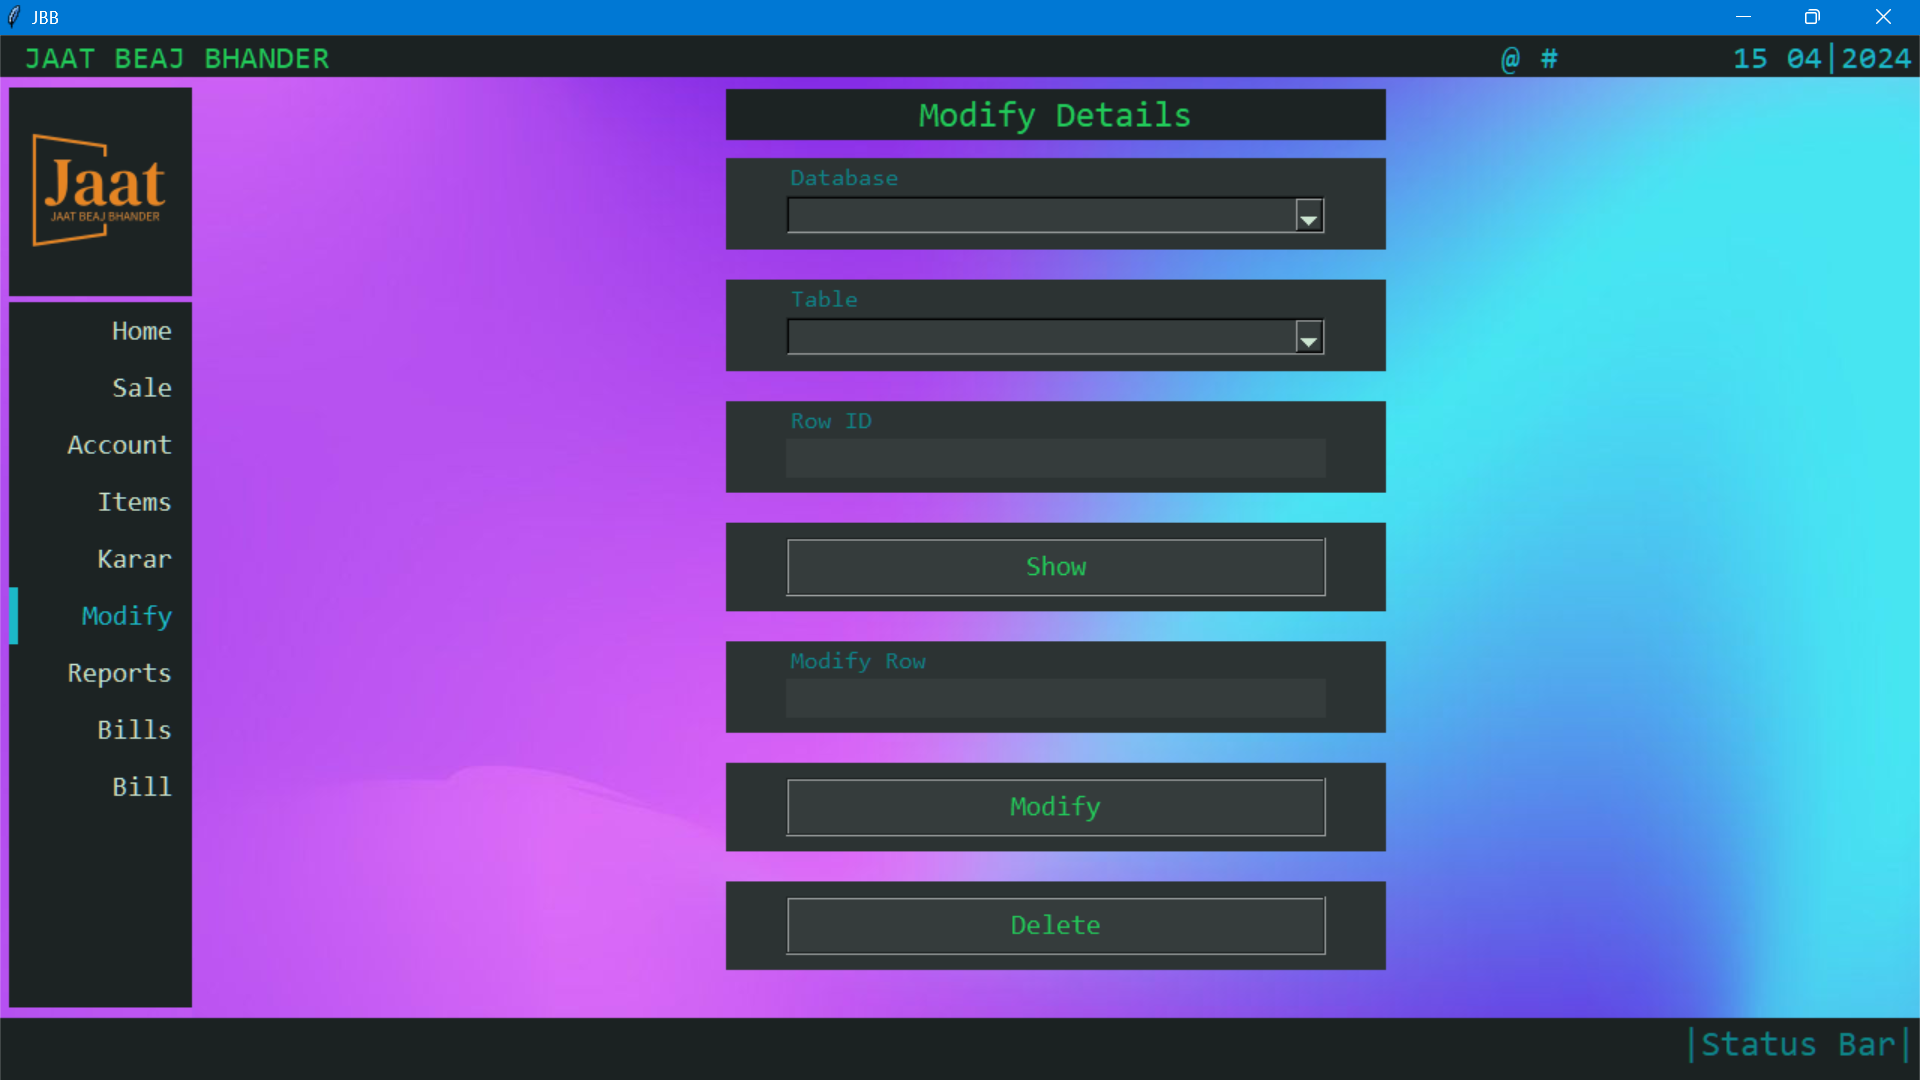 JBB
JAAT BEAJ BHANDER
@ #
15 04|2024
Jaat
JAAT BEAJ BHANDER
Home
Sale
Account
Items
Karar
Modify
Reports
Bills
Bill
Modify Details
Database
Table
Row ID
Show
Modify Row
Modify
Delete
|Status Bar|